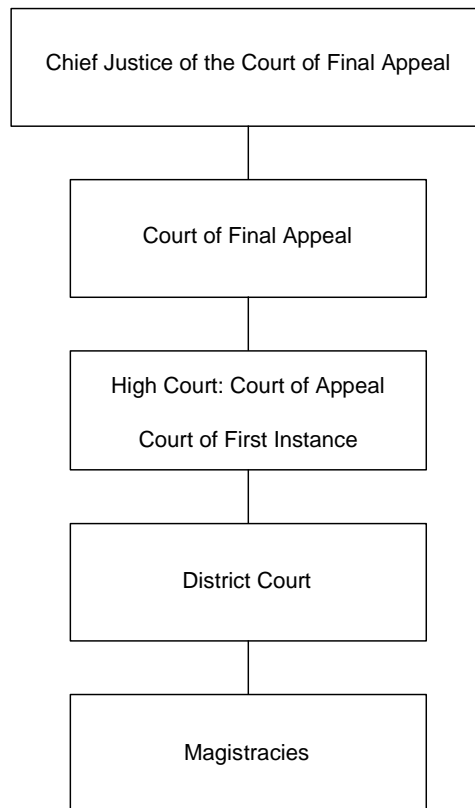 Chief Justice of the Court of Final Appeal
Court of Final Appeal
High Court: Court of Appeal
Court of First Instance
District Court
Magistracies